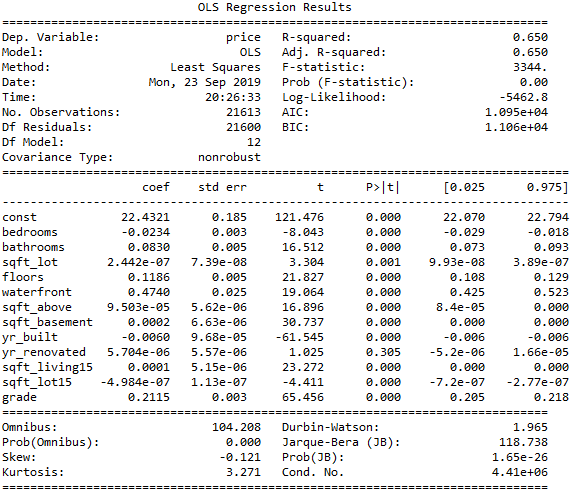 OLS Regression Results
Dep. Variable: price R-squared: 0.650
Model: OLS Adj. R-squared: 0.650
Method: Least Squares F-statistic: 3344.
Date: Mon, 23 Sep 2019 Prob (F-statistic): 0.00
Time: 20:26:33 Log-Likelihood: -5462.8
No. Observations: 21613 AIC: 1.095e+04
Df Residuals: 21600 BIC: 1.106e+04
Df Model: 12
Covariance Type: nonrobust
coef std err t P>|t| [0.025 0.975]
const 22.4321 0.185 121.476 0.000 22.070 22.794
bedrooms -0.0234 0.003 -8.043 0.000 -0.029 -0.018
bathrooms 0.0830 0.005 16.512 0.000 0.073 0.093
sqft_lot 2.442e-07 7.39e-08 3.304 0.001 9.93e-08 3.89e-07
floors 0.1186 0.005 21.827 0.000 0.108 0.129
waterfront 0.4740 0.025 19.064 0.000 0.425 0.523
sqft_above 9.503e-05 5.62e-06 16.896 0.000 8.4e-05 0.000
sqft_basement 0.0002 6.63e-06 30.737 0.000 0.000 0.000
yr_built -0.0060 9.68e-05 -61.545 0.000 -0.006 -0.006
yr_renovated 5.704e-06 5.57e-06 1.025 0.305 -5.2e-06 1.66e-05
sqft_living15 0.0001 5.15e-06 23.272 0.000 0.000 0.000
sqft_lot15 -4.984e-07 1.13e-07 -4.411 0.000 -7.2e-07 -2.77e-07
grade 0.2115 0.003 65.456 0.000 0.205 0.218
Omnibus: 104.208 Durbin-Watson: 1.965
Prob(Omnibus): 0.000 Jarque-Bera (JB): 118.738
Skew: -0.121 Prob(JB): 1.65e-26
Kurtosis: 3.271 Cond. No. 4.41e+06